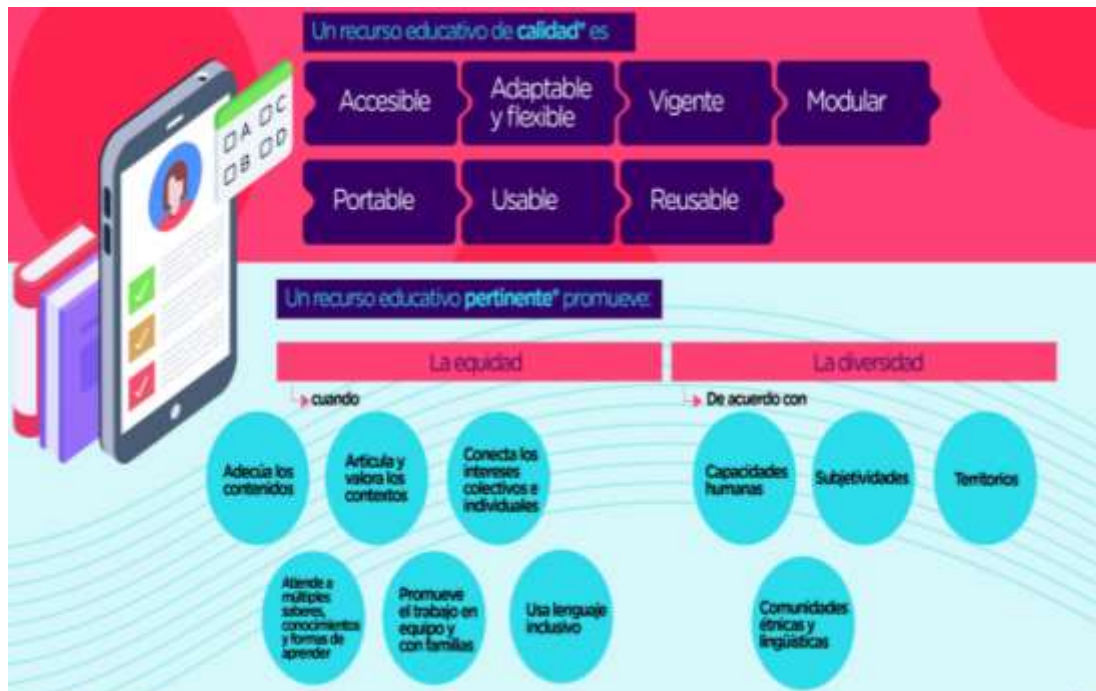 Un recurso educativo de calidad* es
Accesible
Adaptable
y flexible
Vigente
Modular
Portable
Usable
Reusable
A
C
B
D
Un recurso educativo pertinente* promueve:
La equidad
La diversidad
cuando
De acuerdo con
Adecúa los
contenidos
Articula y
valora los
contextos
Conecta los
intereses
colectivos e
individuales
Capacidades
humanas
Subjetividades
Territorios
Atiende a
múltiples
saberes,
conocimientos
y formas de
aprender
Promueve
el trabajo en
equipo y
con familias
Usa lenguaje
inclusivo
Comunidades
étnicas y
lingüísticas